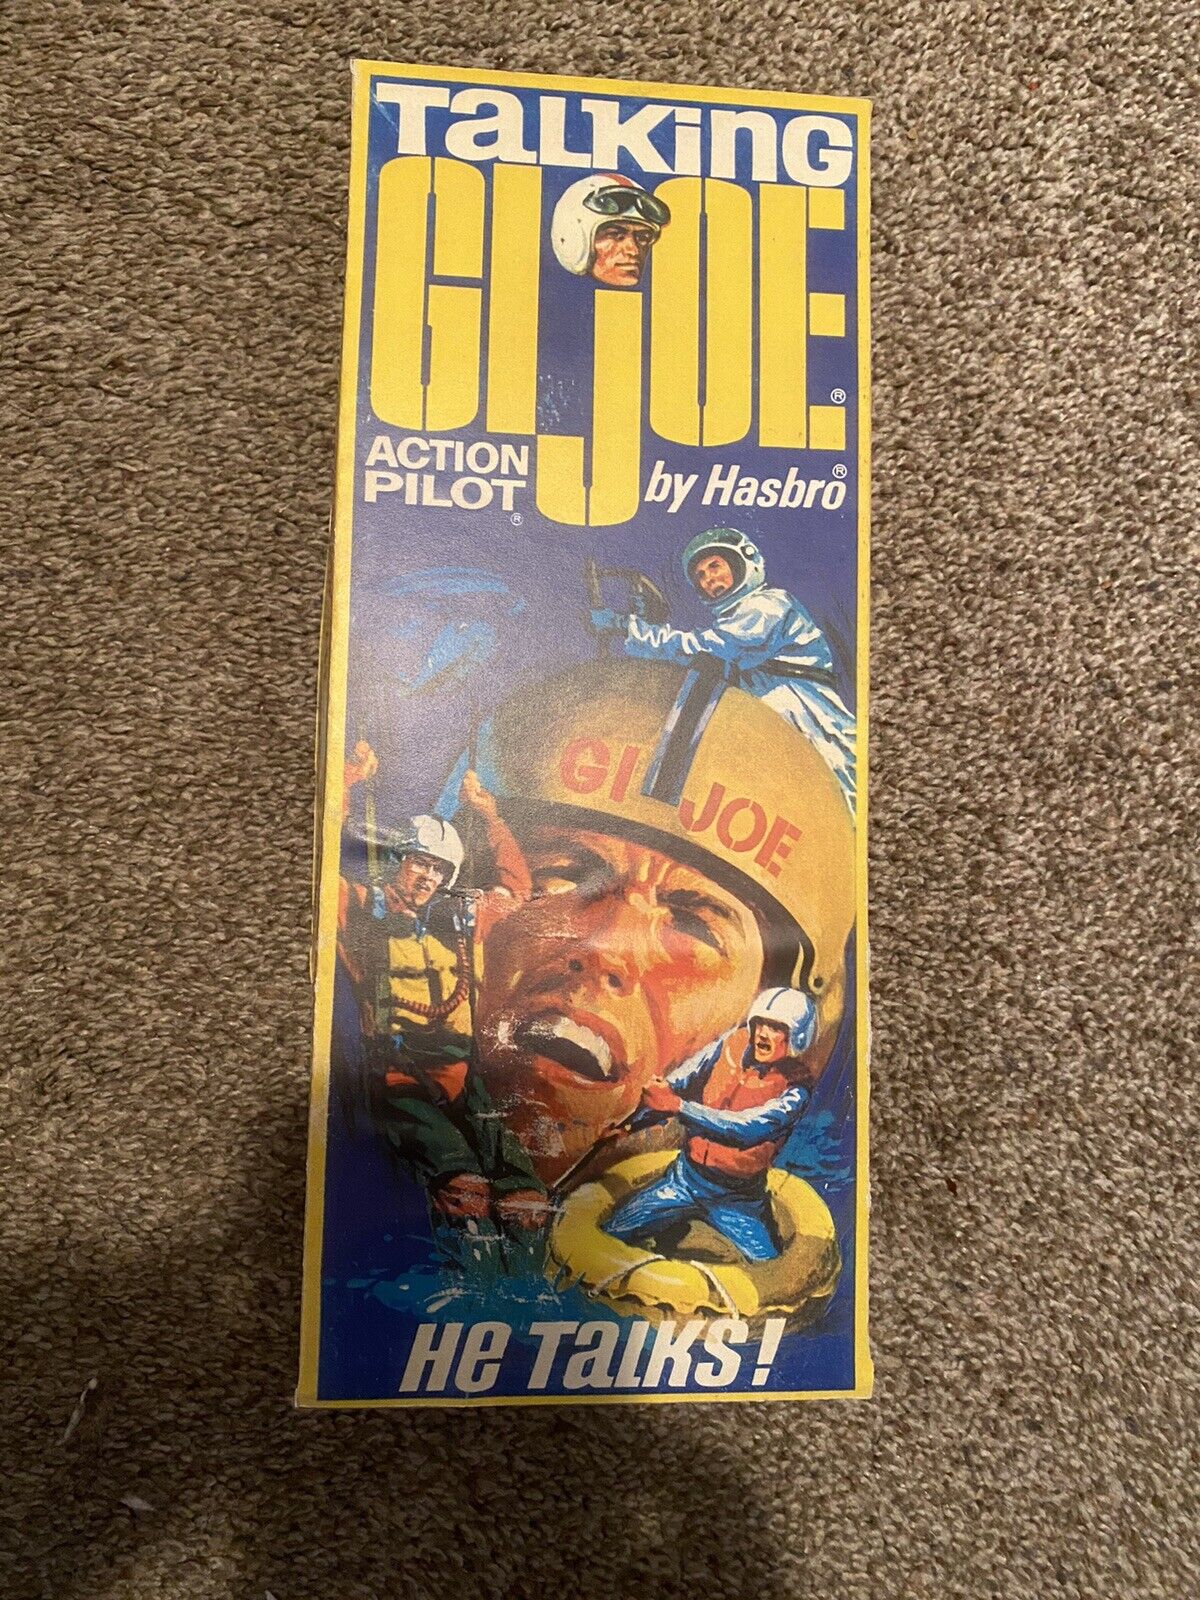 TaLKiNG
GI JOE®
ACTION
PILOT®
by Hasbro®
GI JOE
He TaLKS!